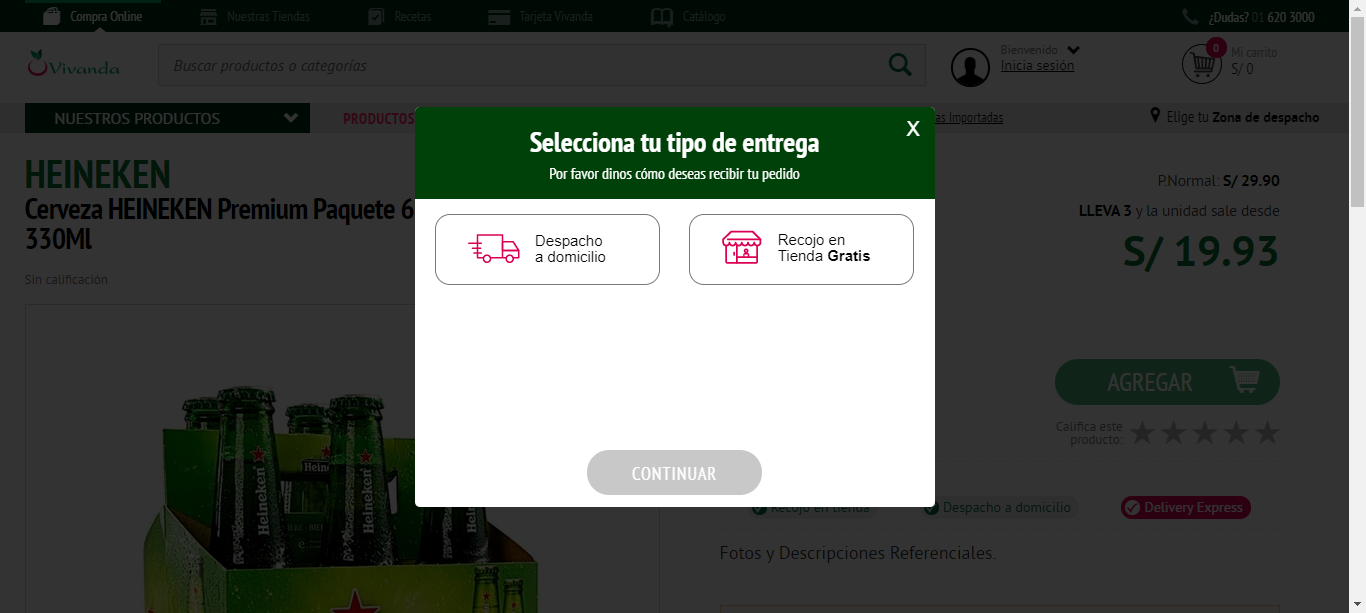 Compra Online
Nuestras Tiendas
Recetas
Tarjeta Vivanda
Catálogo
¿Dudas? 01 620 3000
Vivanda
Buscar productos o categorías
Bienvenido
Inicia sesión
0
Mi carrito
S/ 0
NUESTROS PRODUCTOS
PRODUCTOS
as Importadas
Elige tu Zona de despacho
Selecciona tu tipo de entrega
X
Por favor dinos cómo deseas recibir tu pedido
HEINEKEN
Cerveza HEINEKEN Premium Paquete 6
330Ml
Sin calificación
P.Normal: S/ 29.90
LLEVA 3 y la unidad sale desde
S/ 19.93
Despacho
a domicilio
Recojo en
Tienda Gratis
AGREGAR
Califica este
producto:
CONTINUAR
Recojo en tienda
Despacho a domicilio
Delivery Express
Fotos y Descripciones Referenciales.
Heineken
Heineken